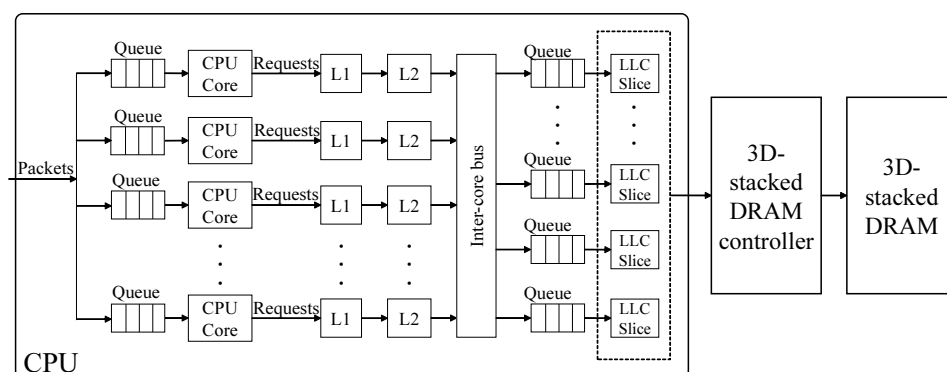 Queue CPU Core Requests L1 L2 Queue LLC Slice
Queue CPU Core Requests L1 L2
Packets
Queue CPU Core Requests L1 L2 Queue LLC Slice
Inter-core bus
Queue LLC Slice
Queue CPU Core Requests L1 L2 Queue LLC Slice
CPU
3D-
stacked
DRAM
controller
3D-
stacked
DRAM